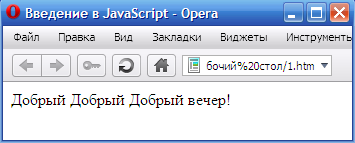 Введение в JavaScript - Opera
Файл Правка Вид Закладки Виджеты Инструменты
бочий%20стол/1.htm
Добрый Добрый Добрый вечер!